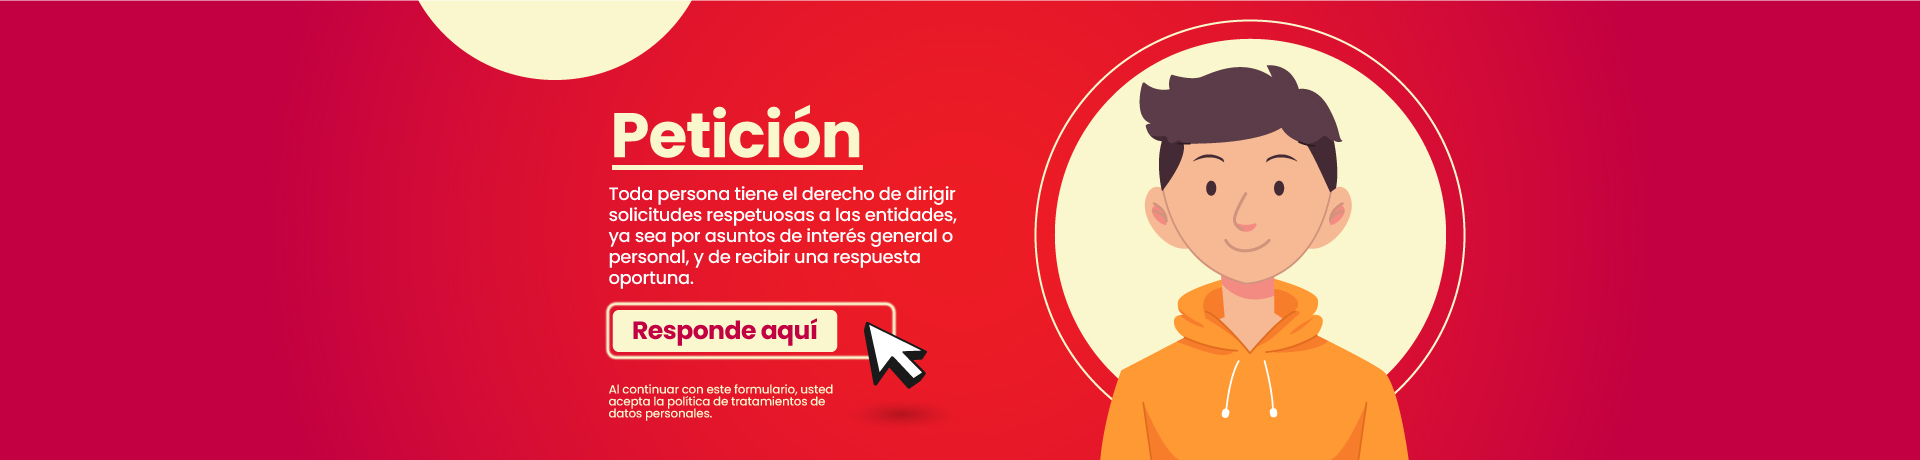 Petición
Toda persona tiene el derecho de dirigir
solicitudes respetuosas a las entidades,
ya sea por asuntos de interés general o
personal, y de recibir una respuesta
oportuna.
Responde aquí
Al continuar con este formulario, usted
acepta la política de tratamientos de
datos personales.